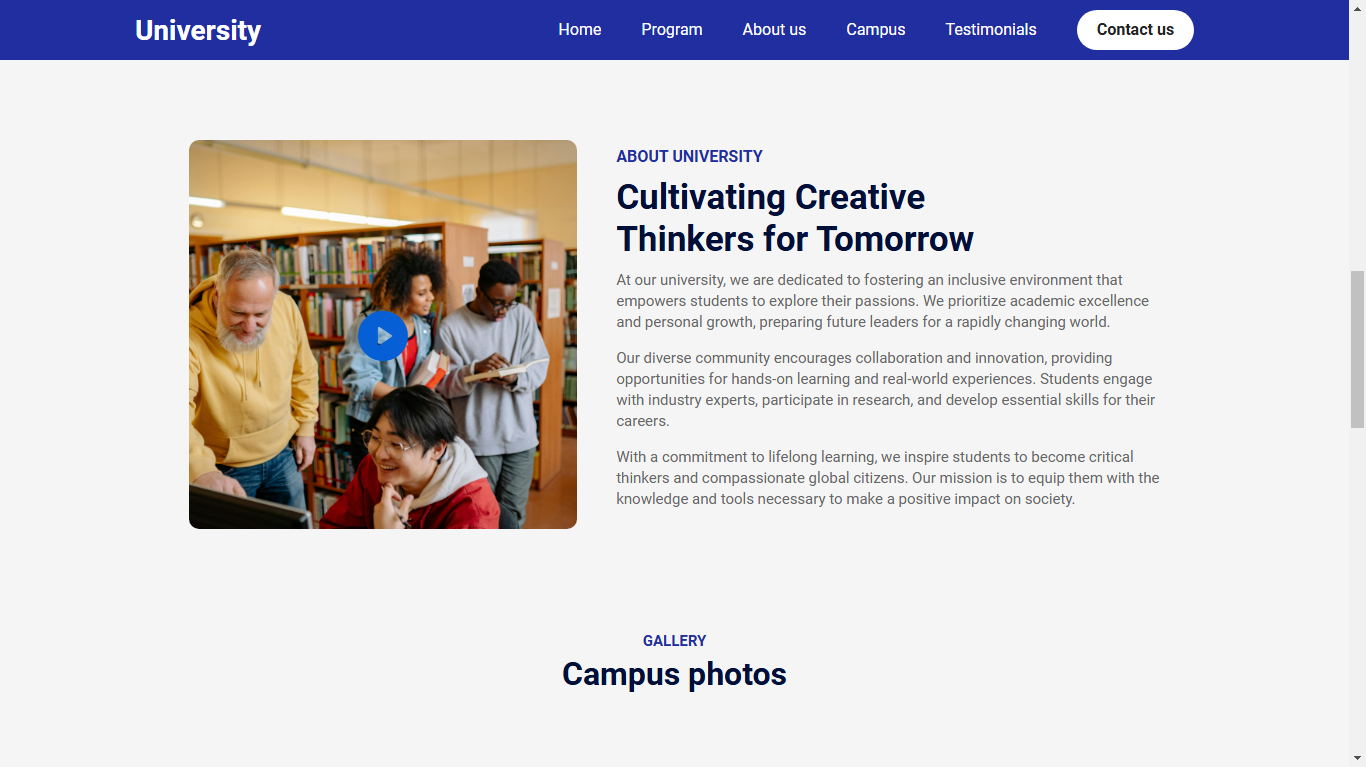 University
Home
Program
About us
Campus
Testimonials
Contact us
ABOUT UNIVERSITY
Cultivating Creative
Thinkers for Tomorrow
At our university, we are dedicated to fostering an inclusive environment that
empowers students to explore their passions. We prioritize academic excellence
and personal growth, preparing future leaders for a rapidly changing world.
Our diverse community encourages collaboration and innovation, providing
opportunities for hands-on learning and real-world experiences. Students engage
with industry experts, participate in research, and develop essential skills for their
careers.
With a commitment to lifelong learning, we inspire students to become critical
thinkers and compassionate global citizens. Our mission is to equip them with the
knowledge and tools necessary to make a positive impact on society.
GALLERY
Campus photos